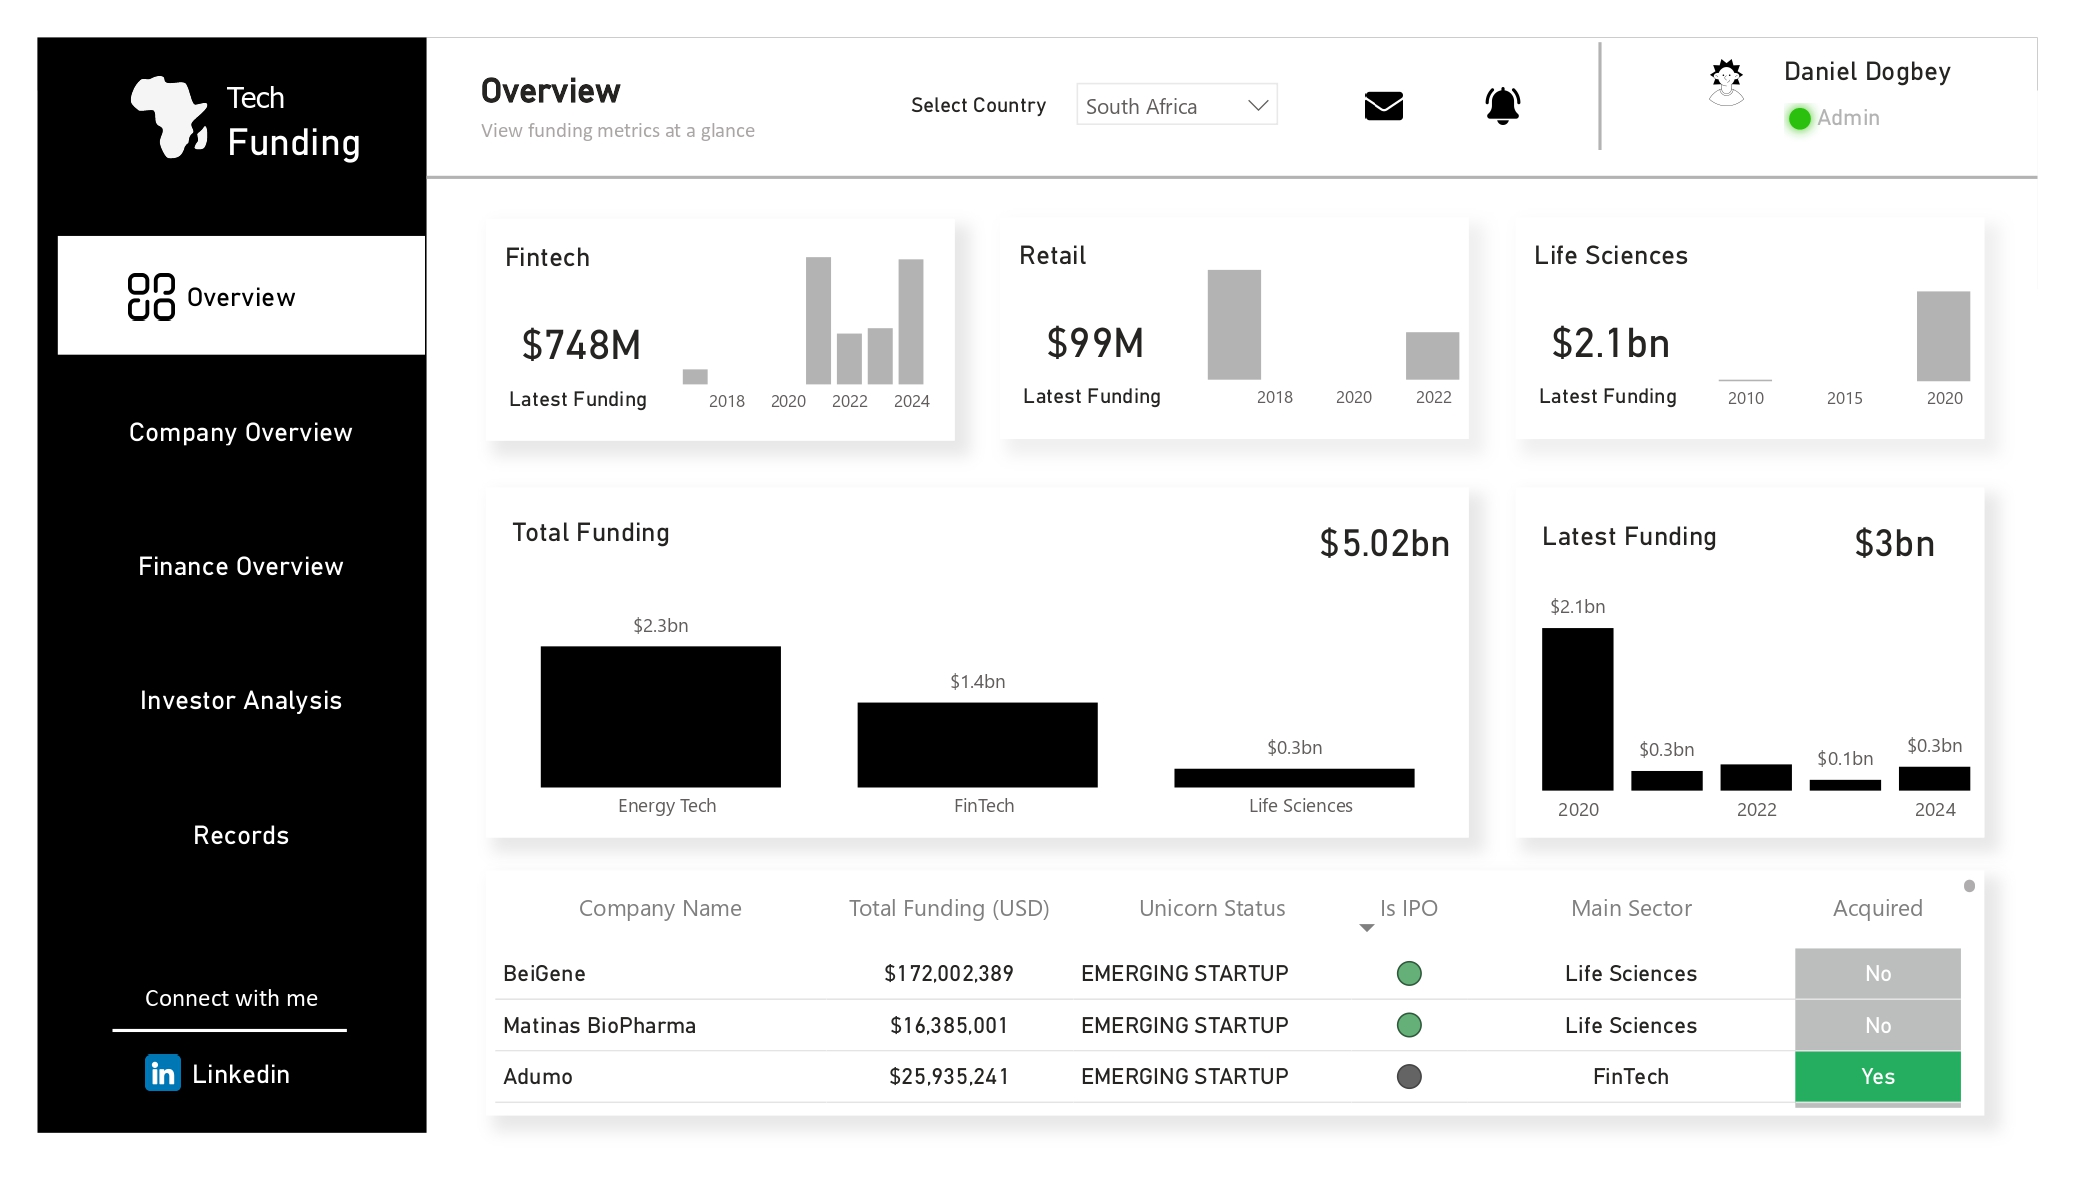 Tech
Funding
Overview
Company Overview
Finance Overview
Investor Analysis
Records
Connect with me
in Linkedin
Overview
View funding metrics at a glance
Select Country
South Africa
Daniel Dogbey
Admin
Fintech
$748M
Latest Funding
2018 2020 2022 2024
Retail
$99M
Latest Funding
2018 2020 2022
Life Sciences
$2.1bn
Latest Funding
2010 2015 2020
Total Funding
$5.02bn
$2.3bn
$1.4bn
$0.3bn
Energy Tech FinTech Life Sciences
Latest Funding
$3bn
$2.1bn
$0.3bn
$0.1bn
$0.3bn
2020 2022 2024
Company Name Total Funding (USD) Unicorn Status Is IPO Main Sector Acquired
BeiGene $172,002,389 EMERGING STARTUP Life Sciences No
Matinas BioPharma $16,385,001 EMERGING STARTUP Life Sciences No
Adumo $25,935,241 EMERGING STARTUP FinTech Yes